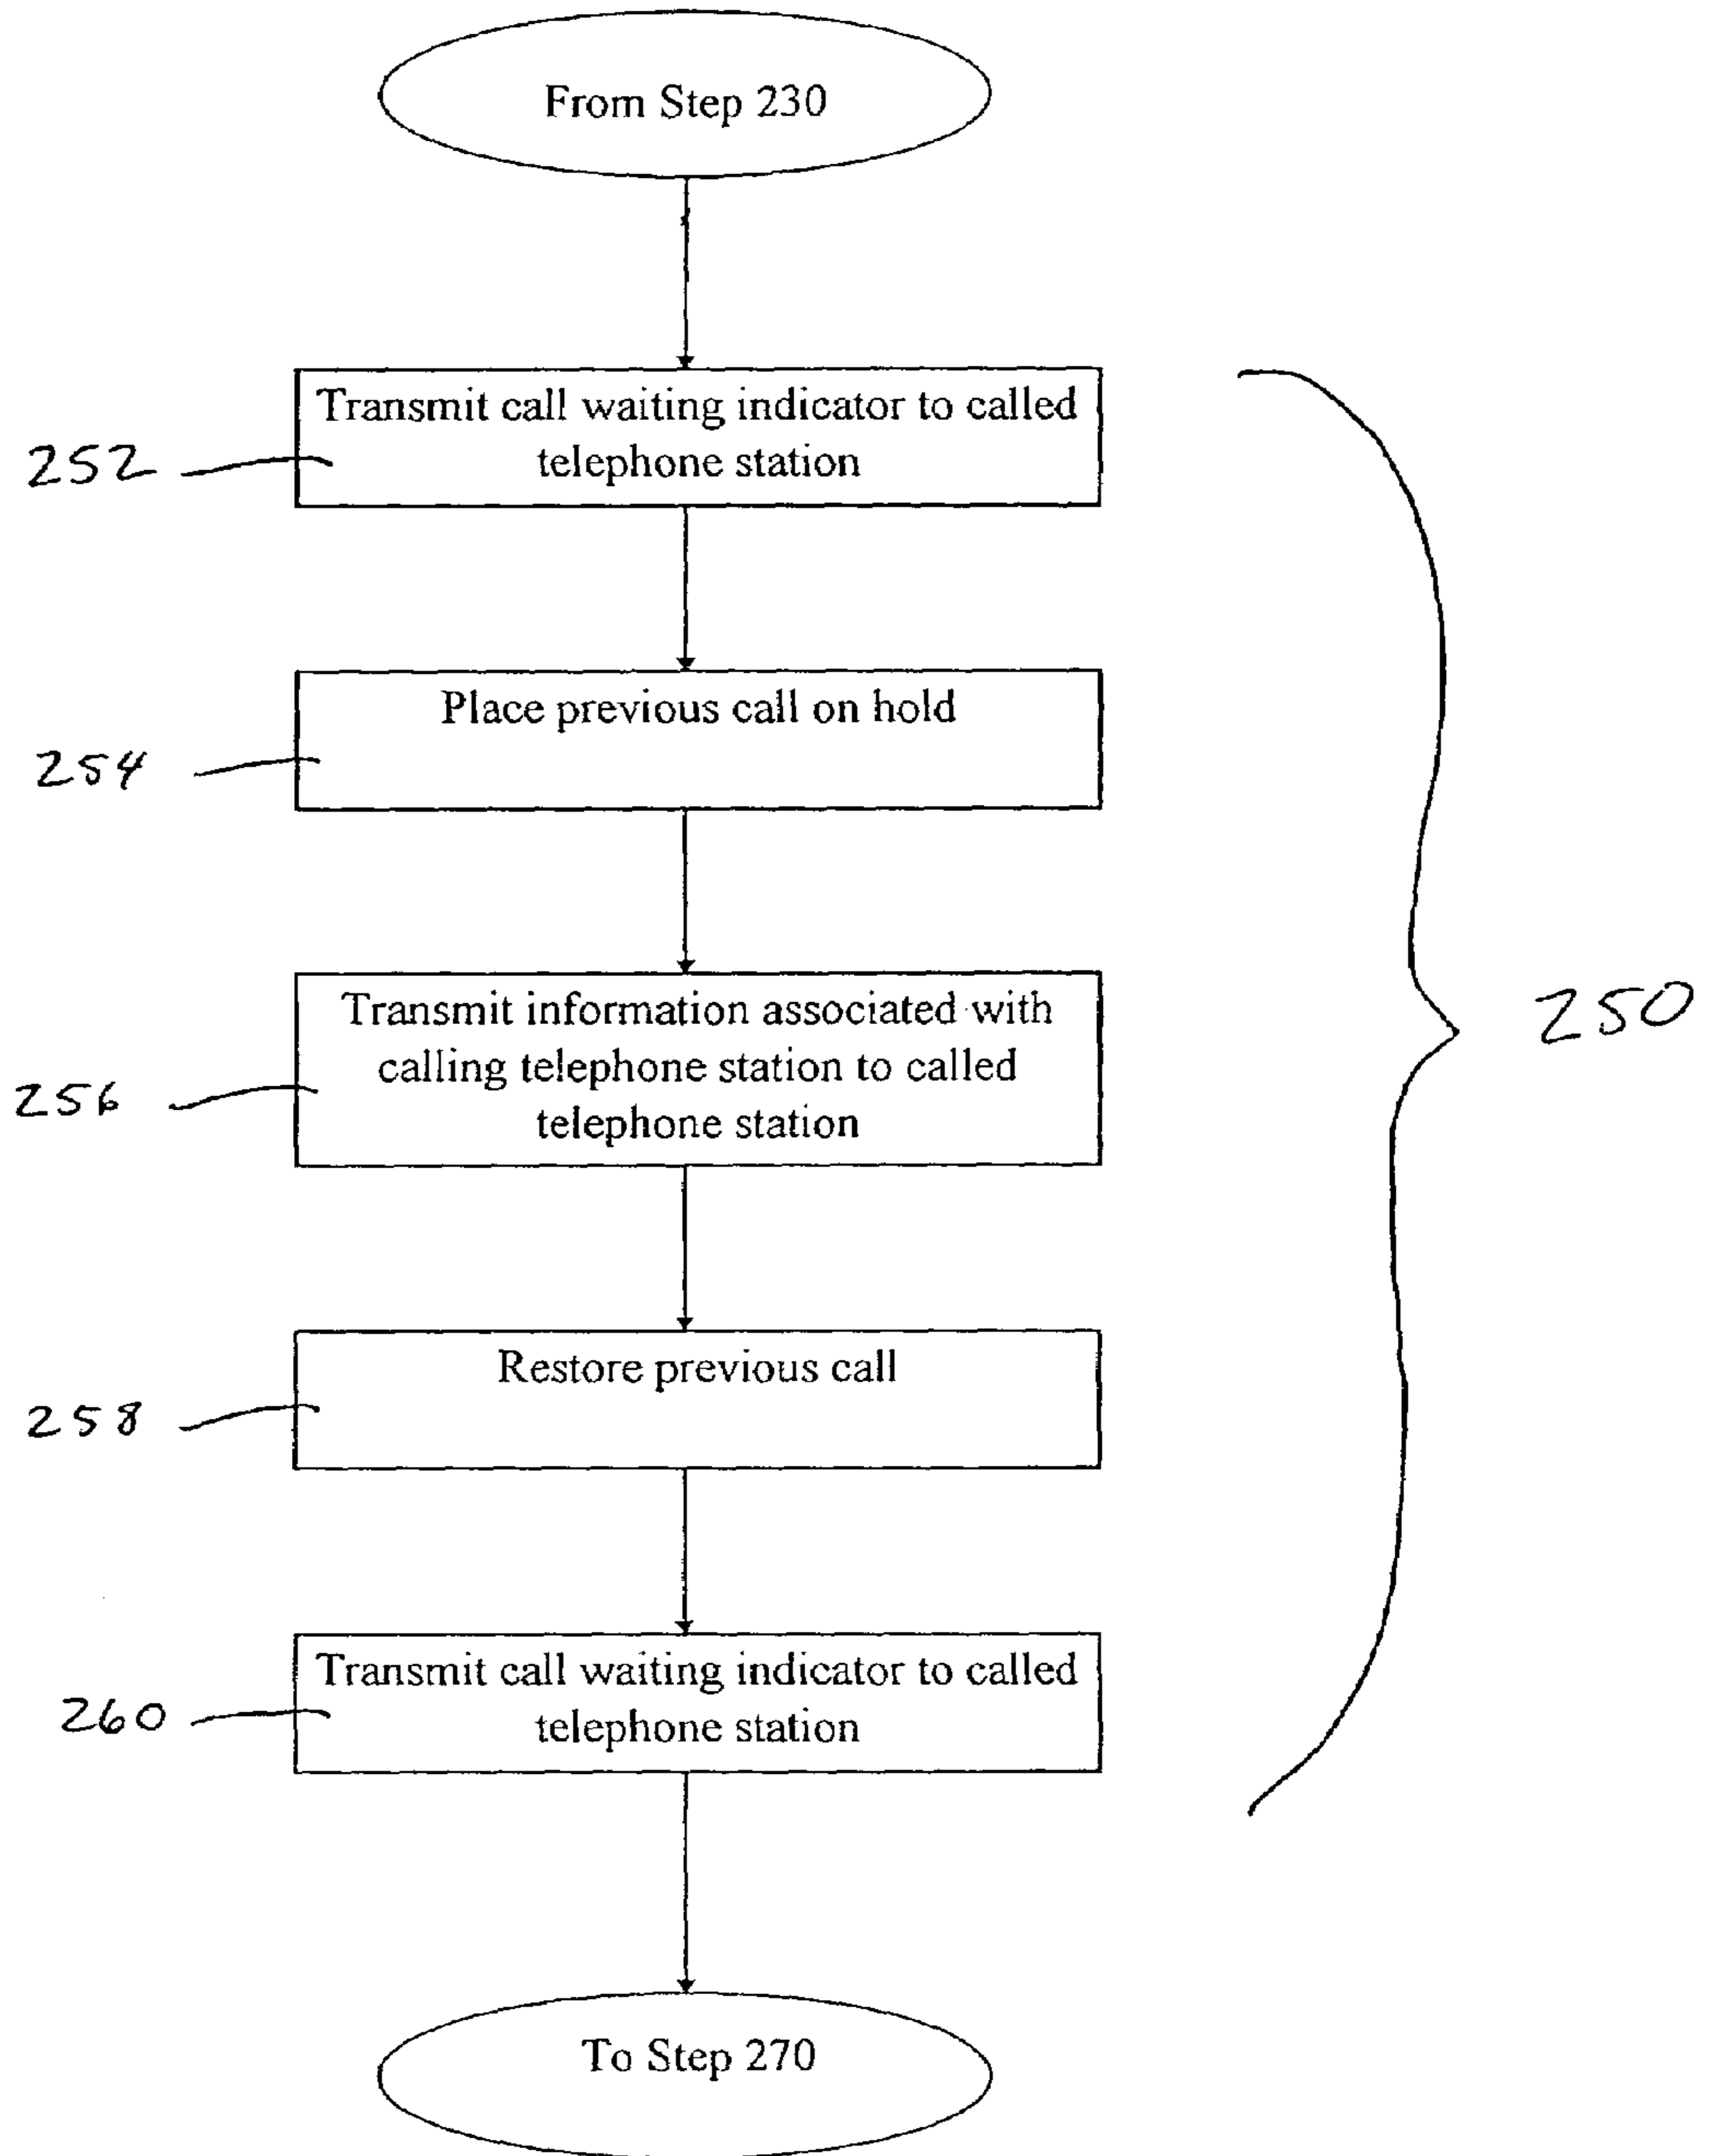 From Step 230
Transmit call waiting indicator to called
telephone station
252
Place previous call on hold
254
Transmit information associated with
calling telephone station to called
telephone station
256
250
Restore previous call
258
Transmit call waiting indicator to called
telephone station
260
To Step 270